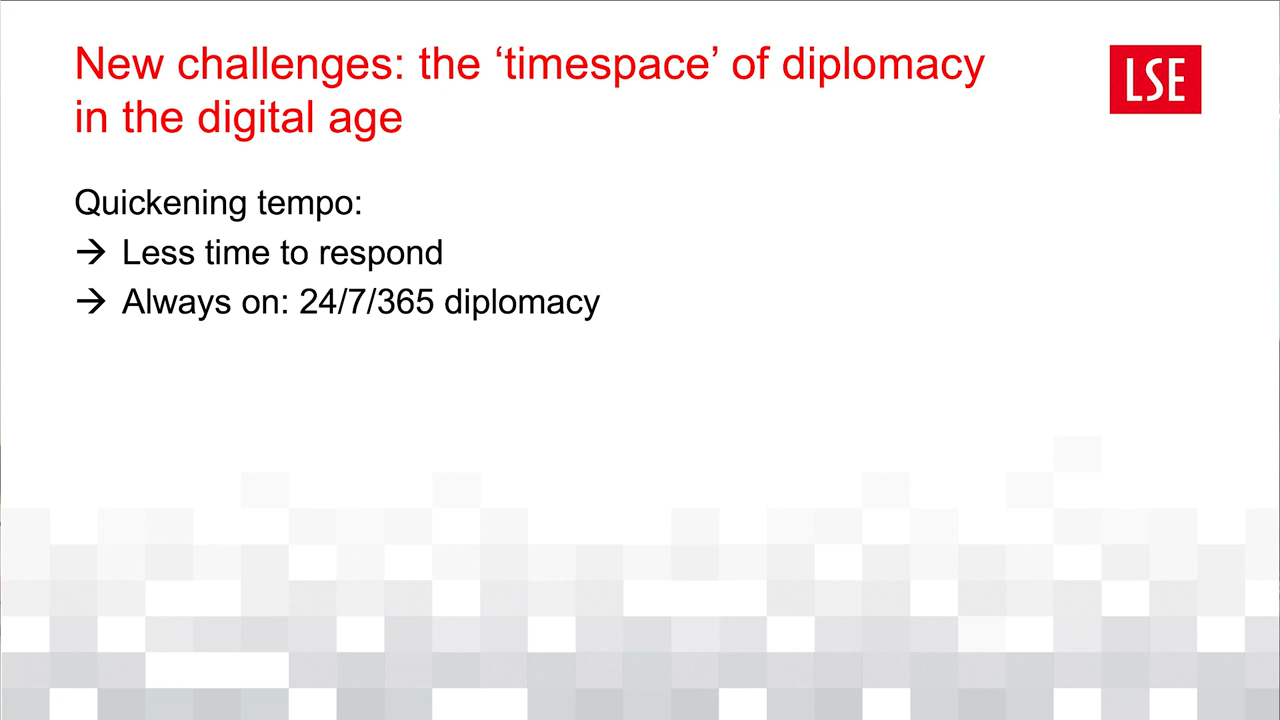 New challenges: the ‘timespace’ of diplomacy
in the digital age
LSE
Quickening tempo:
→ Less time to respond
→ Always on: 24/7/365 diplomacy